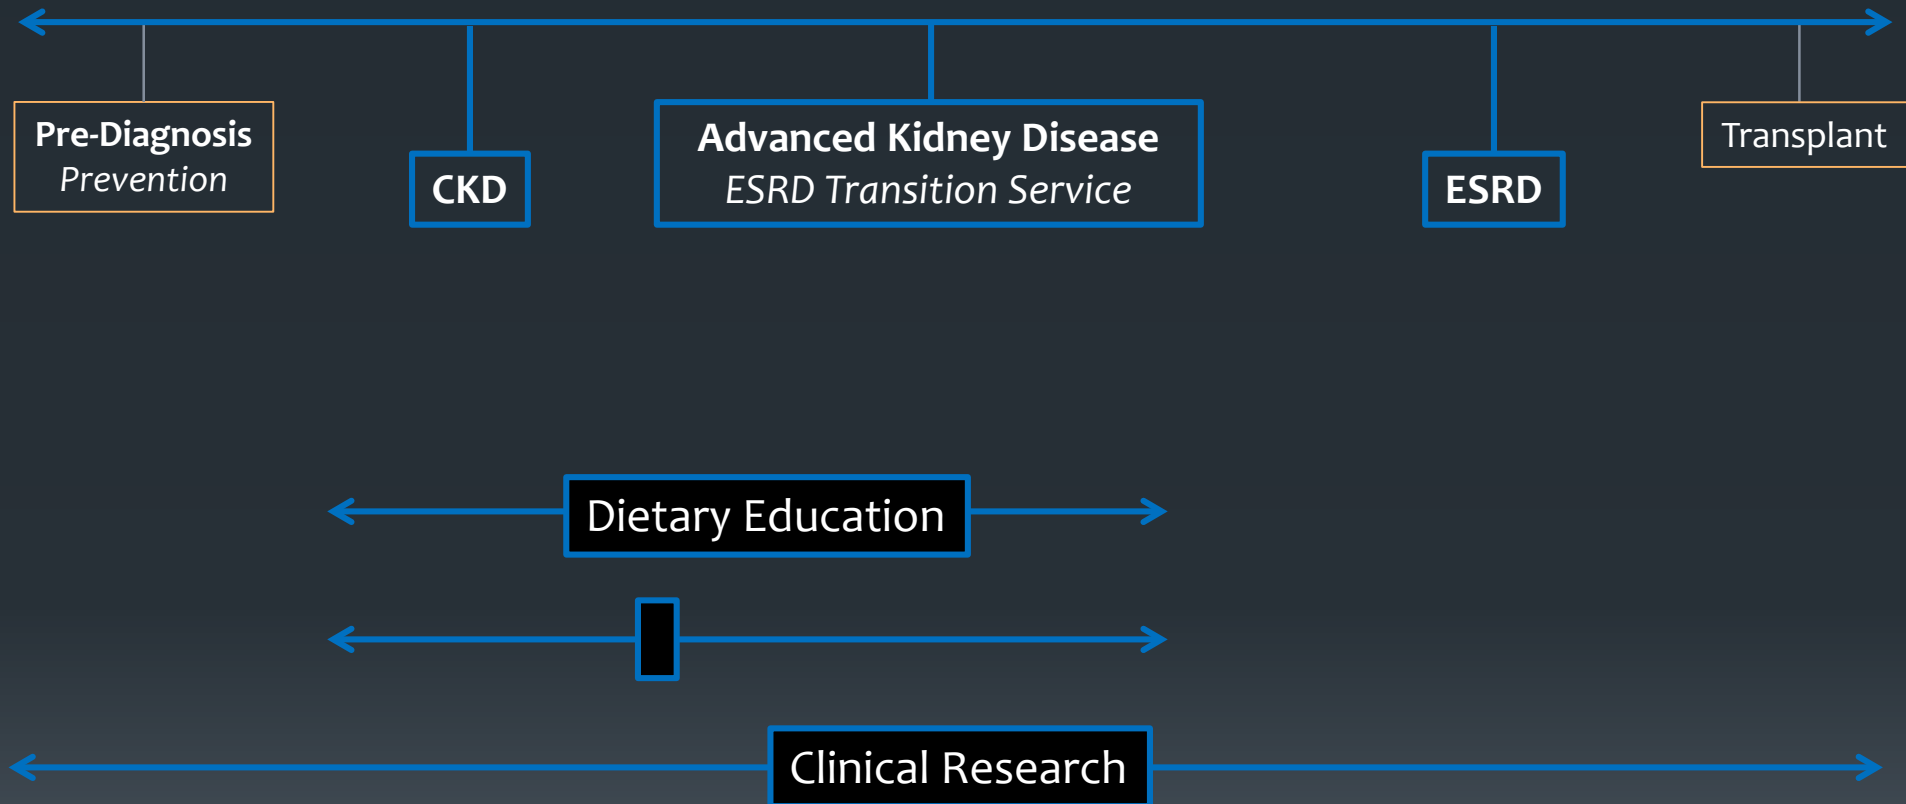 Pre-Diagnosis
Prevention
CKD
Advanced Kidney Disease
ESRD Transition Service
ESRD
Transplant
Dietary Education
Clinical Research